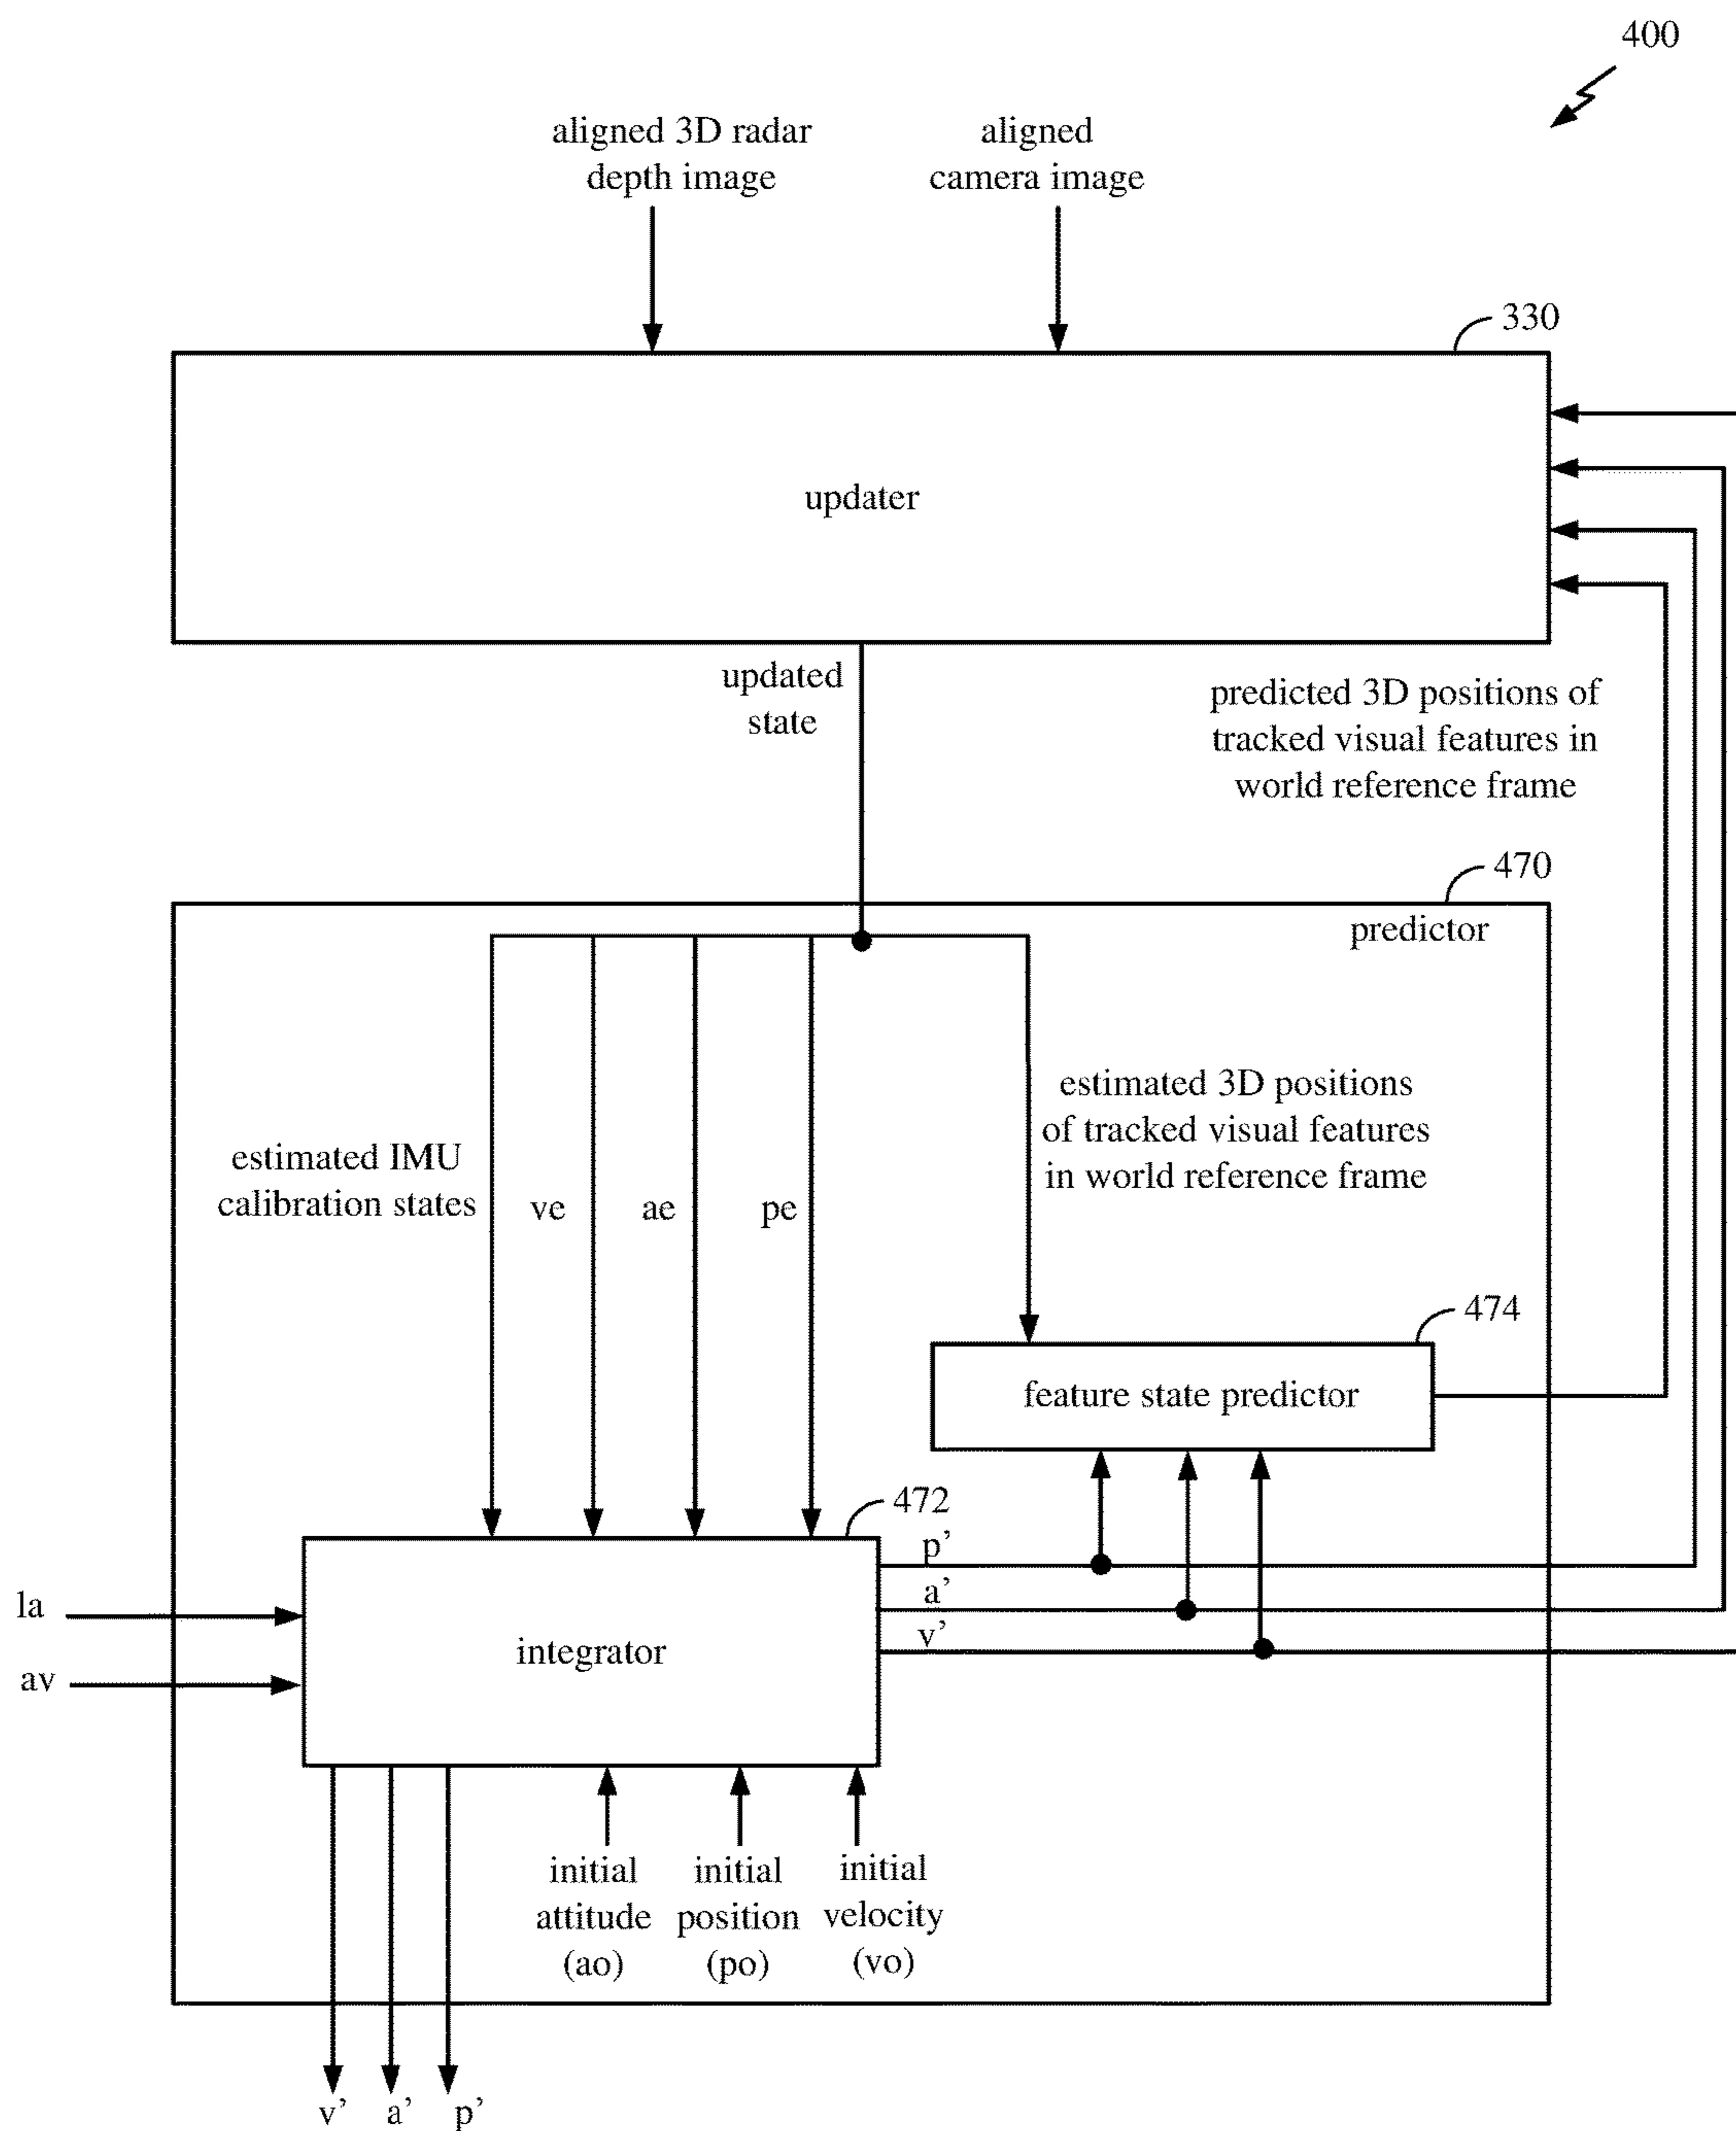 400
aligned 3D radar
depth image
aligned
camera image
330
updater
updated
state
predicted 3D positions of
tracked visual features in
world reference frame
470
predictor
estimated IMU
calibration states
ve
ae
pe
estimated 3D positions
of tracked visual features
in world reference frame
474
feature state predictor
472
p’
a’
v’
la
av
integrator
initial
attitude
(ao)
initial
position
(po)
initial
velocity
(vo)
v’
a’
p’